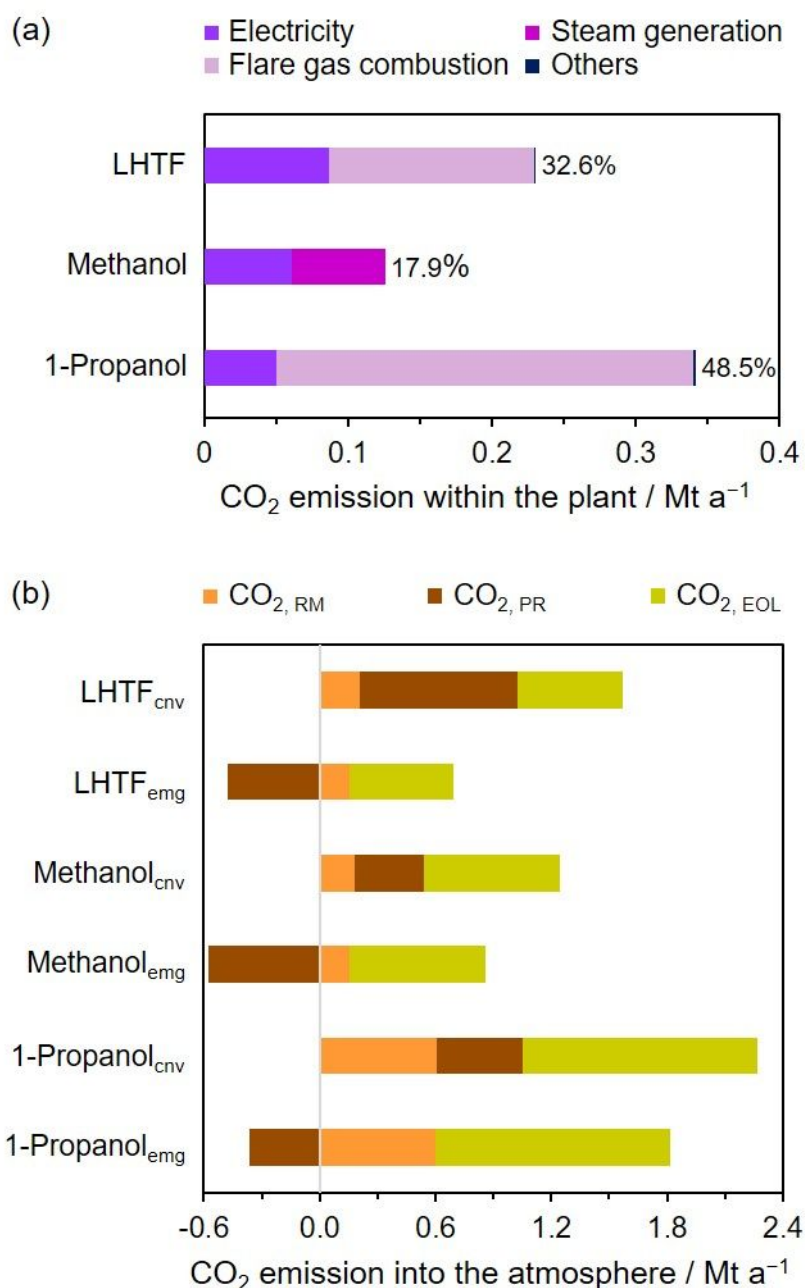 (a)
Electricity Steam generation
Flare gas combustion Others
LHTF 32.6%
Methanol 17.9%
1-Propanol 48.5%
0 0.1 0.2 0.3 0.4
CO₂ emission within the plant / Mt a⁻¹
(b) CO₂, RM CO₂, PR CO₂, EOL
LHTFcnv
LHTFemg
Methanolcnv
Methanolemg
1-Propanolcnv
1-Propanolemg
-0.6 0.0 0.6 1.2 1.8 2.4
CO₂ emission into the atmosphere / Mt a⁻¹